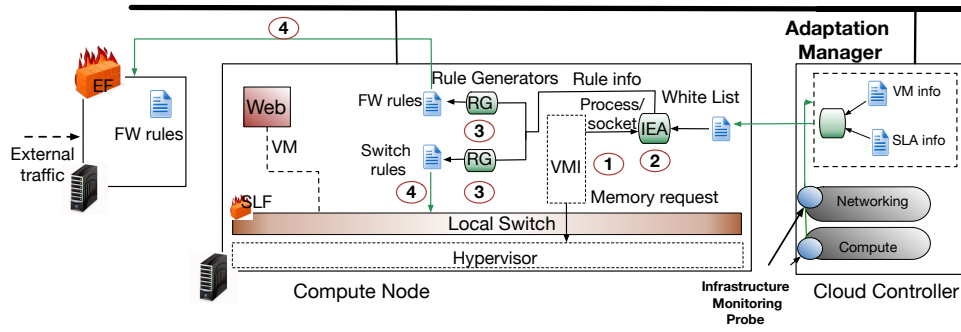 4
Adaptation
Manager
EF
FW rules
External
traffic
Rule Generators
Rule info
FW rules
RG
3
Web
VM
Process/
socket
White List
IEA
1
2
VMI
Switch
rules
RG
4
3
Memory request
SLF
Local Switch
Hypervisor
Compute Node
VM info
SLA info
Networking
Compute
Infrastructure
Monitoring
Probe
Cloud Controller